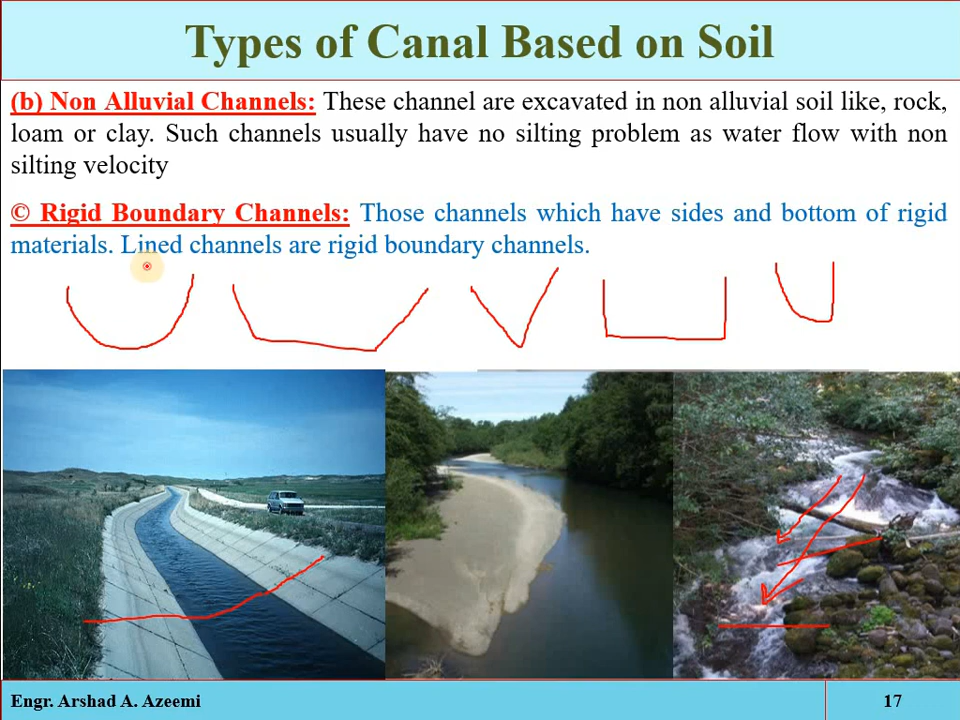 Types of Canal Based on Soil
(b) Non Alluvial Channels: These channel are excavated in non alluvial soil like, rock,
loam or clay. Such channels usually have no silting problem as water flow with non
silting velocity
© Rigid Boundary Channels: Those channels which have sides and bottom of rigid
materials. Lined channels are rigid boundary channels.
Engr. Arshad A. Azeemi
17